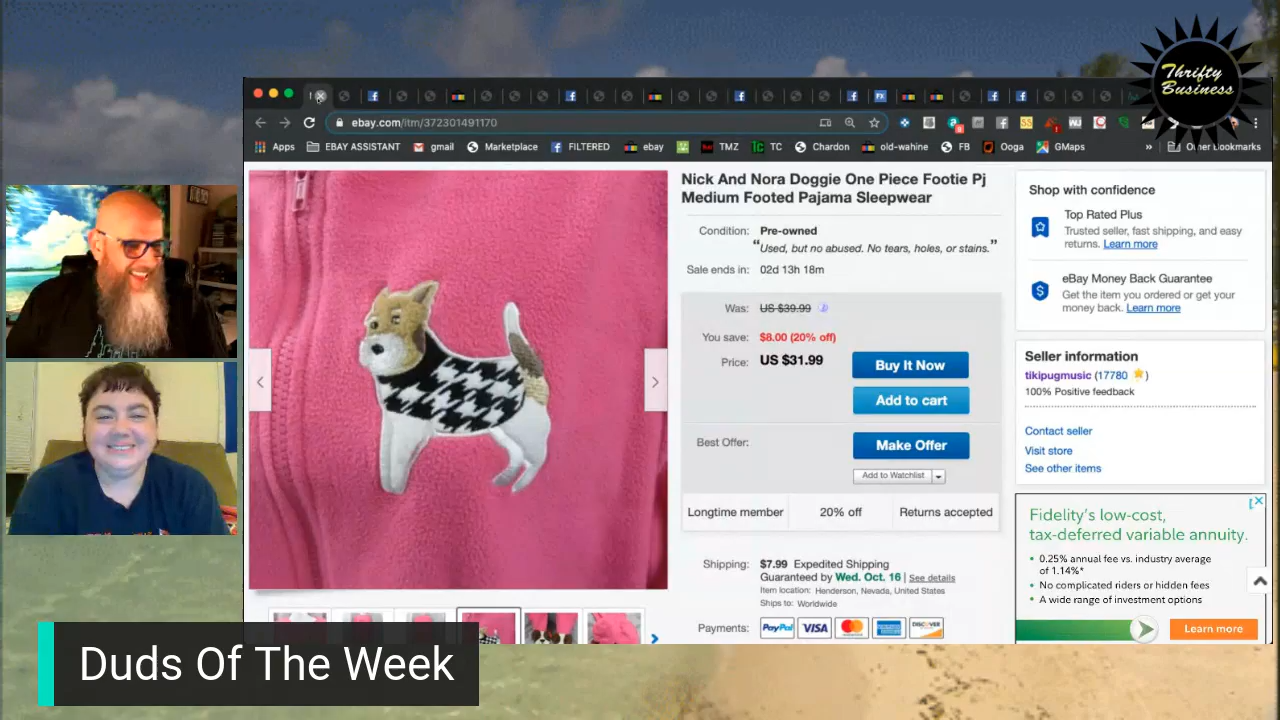 Thrifty
Business
ebay.com/itm/372301491170
Apps
EBAY ASSISTANT
gmail
Marketplace
FILTERED
ebay
TMZ
TC
Chardon
old-wahine
FB
Ooga
GMaps
»
Other Bookmarks
Nick And Nora Doggie One Piece Footie Pj
Medium Footed Pajama Sleepwear
Condition: Pre-owned
“Used, but no abused. No tears, holes, or stains.”
Sale ends in: 02d 13h 18m
Was: US $39.99
You save: $8.00 (20% off)
Price: US $31.99
Buy It Now
Add to cart
Best Offer:
Make Offer
Add to Watchlist
Longtime member
20% off
Returns accepted
Shipping: $7.99 Expedited Shipping
Guaranteed by Wed. Oct. 16 | See details
Item location: Henderson, Nevada, United States
Ships to: Worldwide
Payments: PayPal VISA MasterCard AMERICAN EXPRESS DISCOVER
Shop with confidence
Top Rated Plus
Trusted seller, fast shipping, and easy
returns. Learn more
eBay Money Back Guarantee
Get the item you ordered or get your
money back. Learn more
Seller information
tikipugmusic (17780 )
100% Positive feedback
Contact seller
Visit store
See other items
Fidelity's low-cost,
tax-deferred variable annuity.
• 0.25% annual fee vs. industry average
of 1.14%*
• No complicated riders or hidden fees
• A wide range of investment options
Learn more
Duds Of The Week